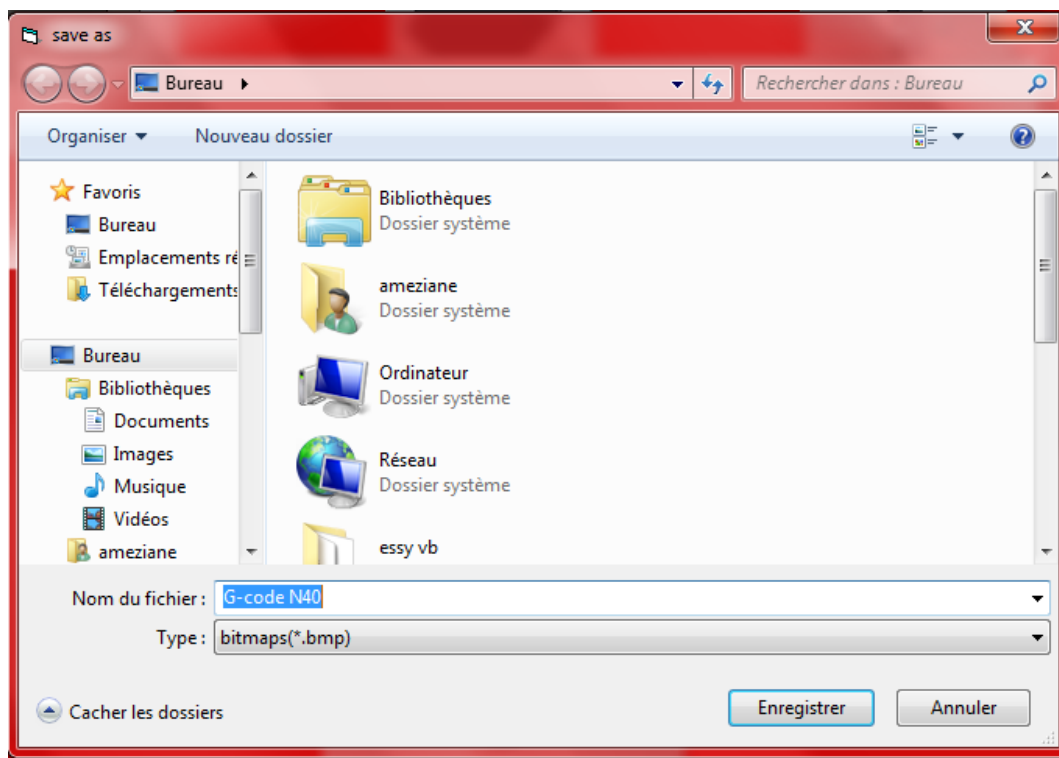 save as
Bureau
Rechercher dans : Bureau
Organiser
Nouveau dossier
Favoris
Bureau
Emplacements ré
Téléchargements
Bureau
Bibliothèques
Documents
Images
Musique
Vidéos
ameziane
Bibliothèques
Dossier système
ameziane
Dossier système
Ordinateur
Dossier système
Réseau
Dossier système
essy vb
Nom du fichier : G-code N40
Type : bitmaps(*.bmp)
Cacher les dossiers
Enregistrer
Annuler